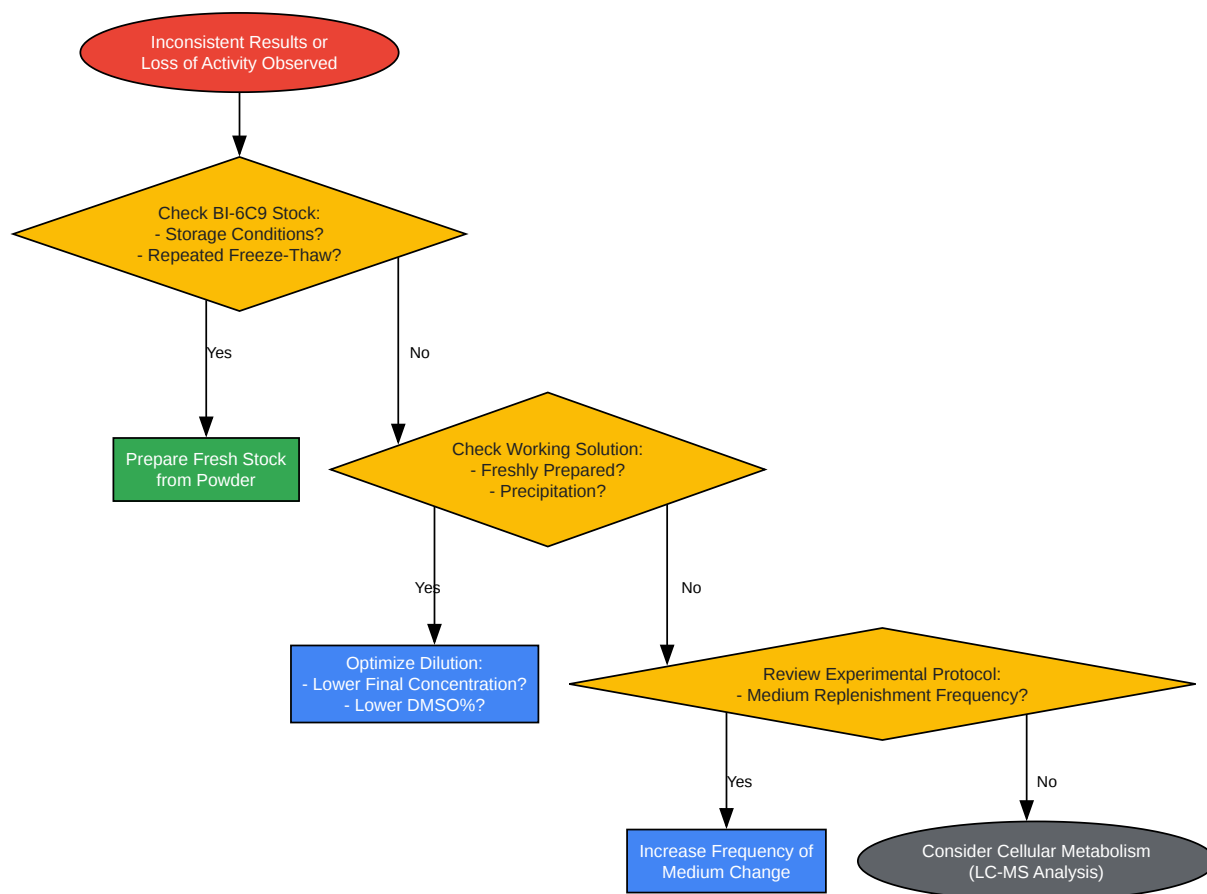 Inconsistent Results or
Loss of Activity Observed
Check BI-6C9 Stock:
- Storage Conditions?
- Repeated Freeze-Thaw?
Yes
No
Prepare Fresh Stock
from Powder
Check Working Solution:
- Freshly Prepared?
- Precipitation?
Yes
No
Optimize Dilution:
- Lower Final Concentration?
- Lower DMSO%?
Review Experimental Protocol:
- Medium Replenishment Frequency?
Yes
No
Increase Frequency of
Medium Change
Consider Cellular Metabolism
(LC-MS Analysis)